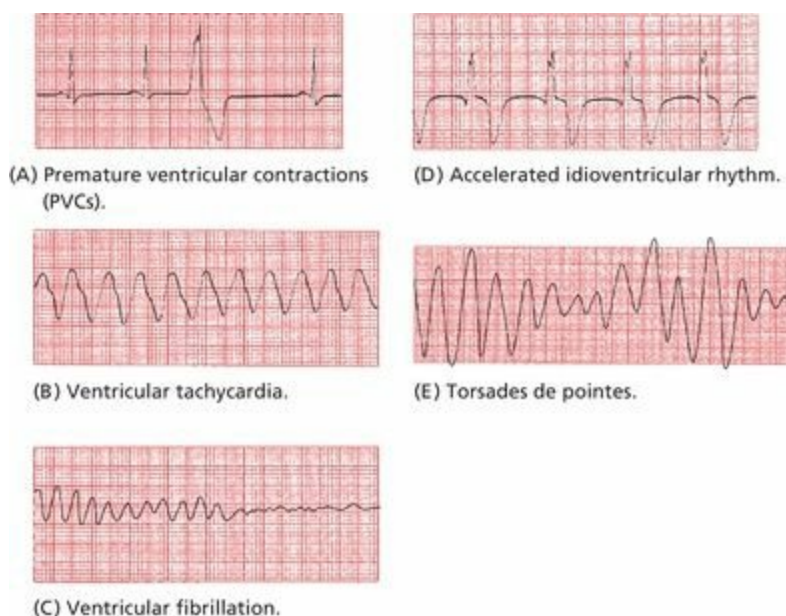 (A) Premature ventricular contractions
(PVCs).
(B) Ventricular tachycardia.
(C) Ventricular fibrillation.
(D) Accelerated idioventricular rhythm.
(E) Torsades de pointes.